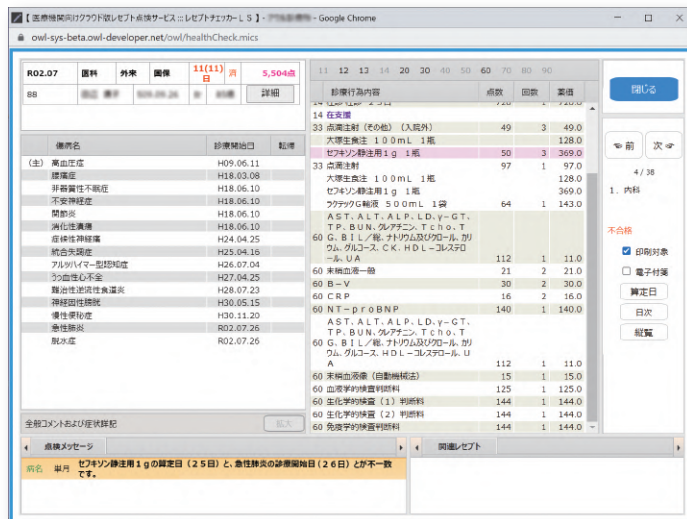 【医療機関向けクラウド版レセプト点検サービス:::レセプトチェッカーLS】- - Google Chrome
owl-sys-beta.owl-developer.net/owl/healthCheck.mics
R02.07 医科 外来 国保 11(11)日 済 5,504点
88 詳細
傷病名 診療開始日 転帰
(主) 高血圧症 H09.06.11
腰痛症 H18.03.08
非器質性不眠症 H18.06.10
不安神経症 H18.06.10
関節炎 H18.06.10
消化性潰瘍 H18.06.10
症候性神経痛 H24.04.25
統合失調症 H25.04.16
アルツハイマー型認知症 H26.07.04
うっ血性心不全 H27.04.25
難治性逆流性食道炎 H28.07.23
神経因性膀胱 H30.05.15
慢性便秘症 H30.11.20
急性肺炎 R02.07.26
脱水症 R02.07.26
全般コメントおよび症状詳記 拡大
11 12 13 14 20 30 40 50 60 70 80 90
診療行為内容 点数 回数 薬価
14 在支援
33 点滴注射(その他)(入院外) 49 3 49.0
大塚生食注 100mL 1瓶 128.0
セフキソン静注用1g 1瓶 50 3 369.0
33 点滴注射 97 1 97.0
大塚生食注 100mL 1瓶 128.0
セフキソン静注用1g 1瓶 369.0
ラクテックG輸液 500mL 1袋 64 1 143.0
AST、ALT、ALP、LD、γ-GT、
TP、BUN、クレアチニン、Tcho、T
60 G、BIL/総、ナトリウム及びクロール、カリ
ウム、グルコース、CK、HDL-コレステロ
ール、UA 112 1 11.0
60 末梢血液一般 21 2 21.0
60 B-V 30 2 30.0
60 CRP 16 2 16.0
60 NT-proBNP 140 1 140.0
AST、ALT、ALP、LD、γ-GT、
TP、BUN、クレアチニン、Tcho、T
60 G、BIL/総、ナトリウム及びクロール、カリ
ウム、グルコース、HDL-コレステロール、U
A 112 1 11.0
60 末梢血液像(自動機械法) 15 1 15.0
60 血液学的検査判断料 125 1 125.0
60 生化学的検査(1)判断料 144 1 144.0
60 生化学的検査(2)判断料 144 1 144.0
60 免疫学的検査判断料 144 1 144.0
閉じる
前 次
4 / 38
1. 内科
不合格
印刷対象
電子付箋
算定日
目次
縦覧
点検メッセージ
関連レセプト
病名 単月 セフキソン静注用1gの算定日(25日)と、急性肺炎の診療開始日(26日)とが不一致
です。